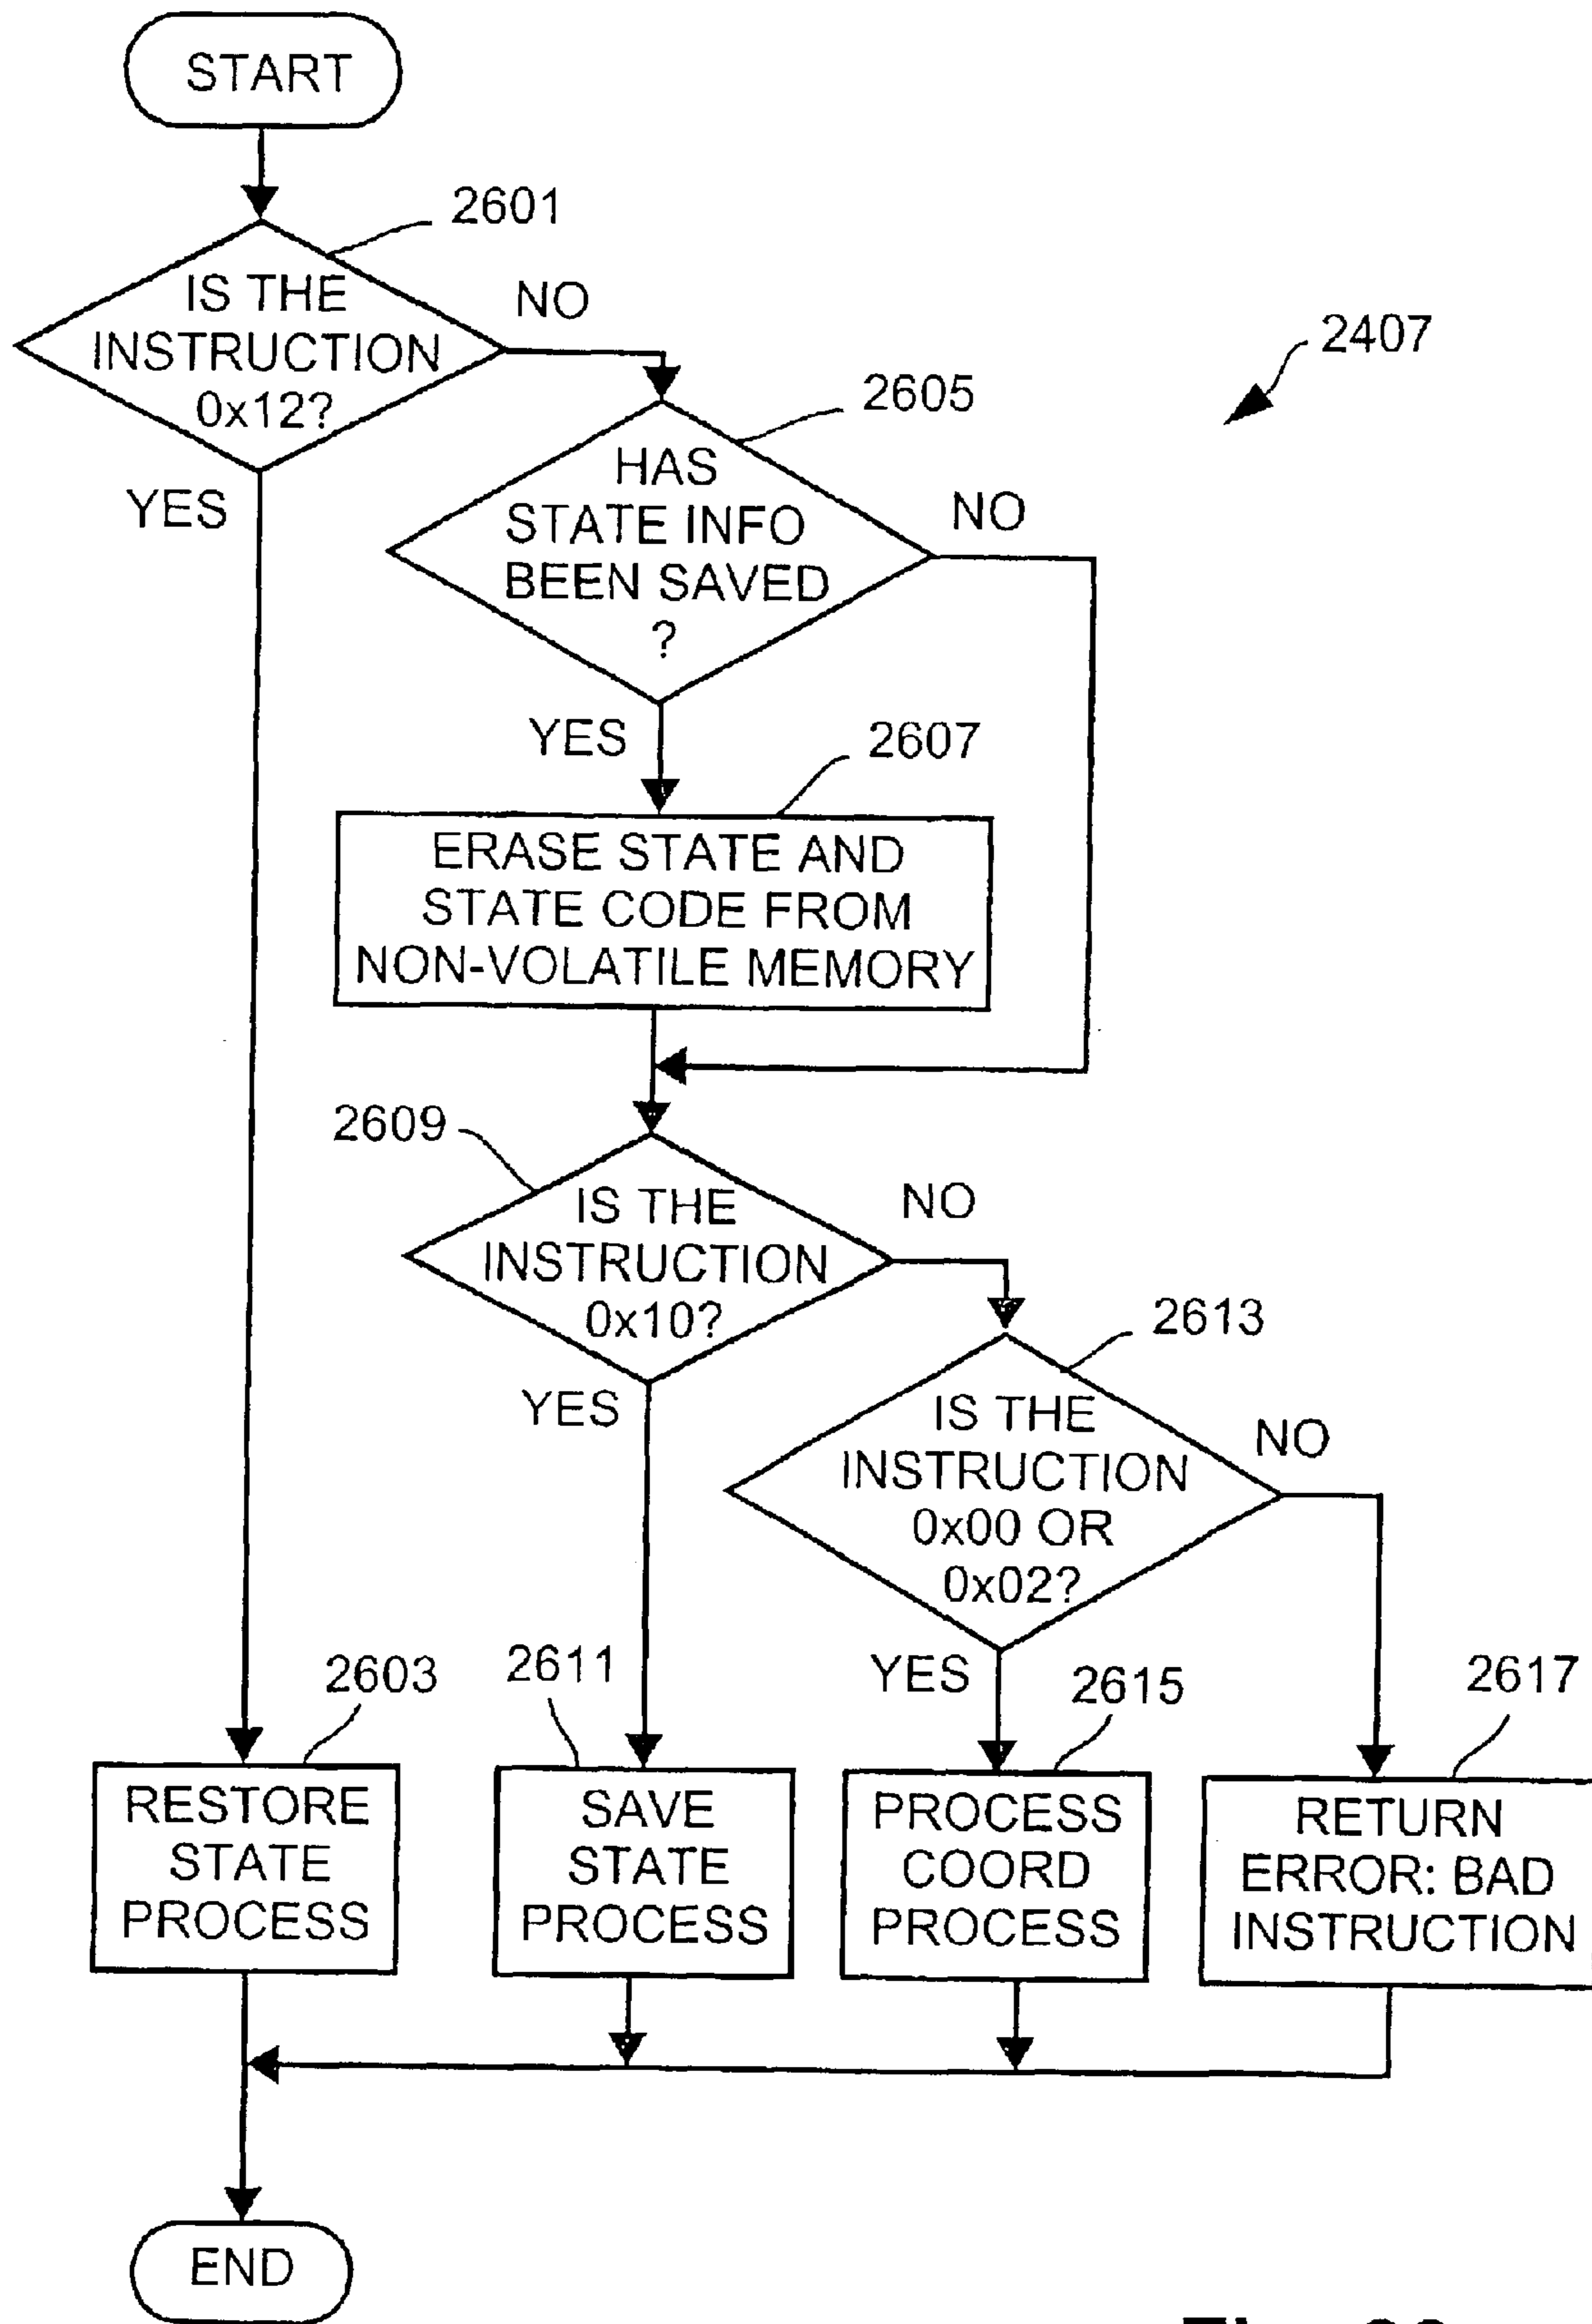 START
2601
IS THE
INSTRUCTION
0x12?
NO
YES
2407
2605
HAS
STATE INFO
BEEN SAVED
?
NO
YES
2607
ERASE STATE AND
STATE CODE FROM
NON-VOLATILE MEMORY
2609
IS THE
INSTRUCTION
0x10?
NO
YES
2613
IS THE
INSTRUCTION
0x00 OR
0x02?
NO
YES
2603
RESTORE
STATE
PROCESS
2611
SAVE
STATE
PROCESS
2615
PROCESS
COORD
PROCESS
2617
RETURN
ERROR: BAD
INSTRUCTION
END